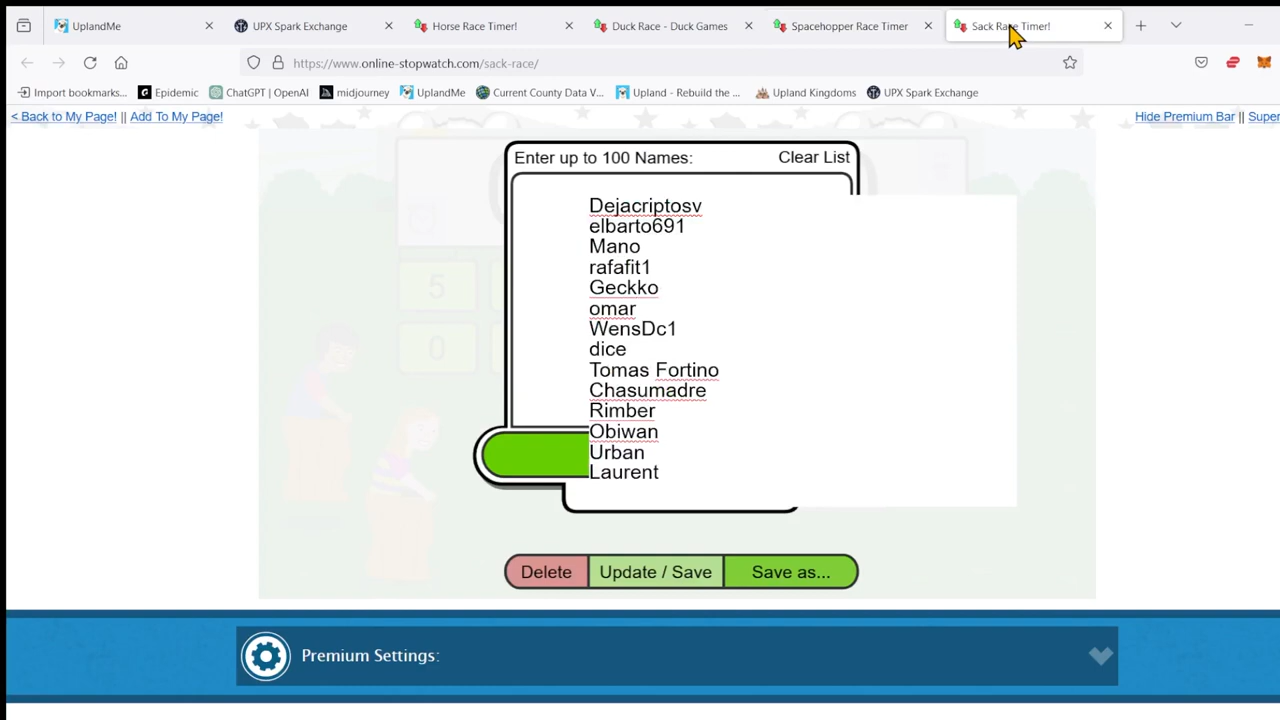 UplandMe
UPX Spark Exchange
Horse Race Timer!
Duck Race - Duck Games
Spacehopper Race Timer
Sack Race Timer!
https://www.online-stopwatch.com/sack-race/
Import bookmarks...
Epidemic
ChatGPT | OpenAI
midjourney
UplandMe
Current County Data V...
Upland - Rebuild the ...
Upland Kingdoms
UPX Spark Exchange
< Back to My Page! || Add To My Page!
Hide Premium Bar || Super
Enter up to 100 Names:
Clear List
Dejacriptosv
elbarto691
Mano
rafafit1
Geckko
omar
WensDc1
dice
Tomas Fortino
Chasumadre
Rimber
Obiwan
Urban
Laurent
5
0
Delete
Update / Save
Save as...
Premium Settings: